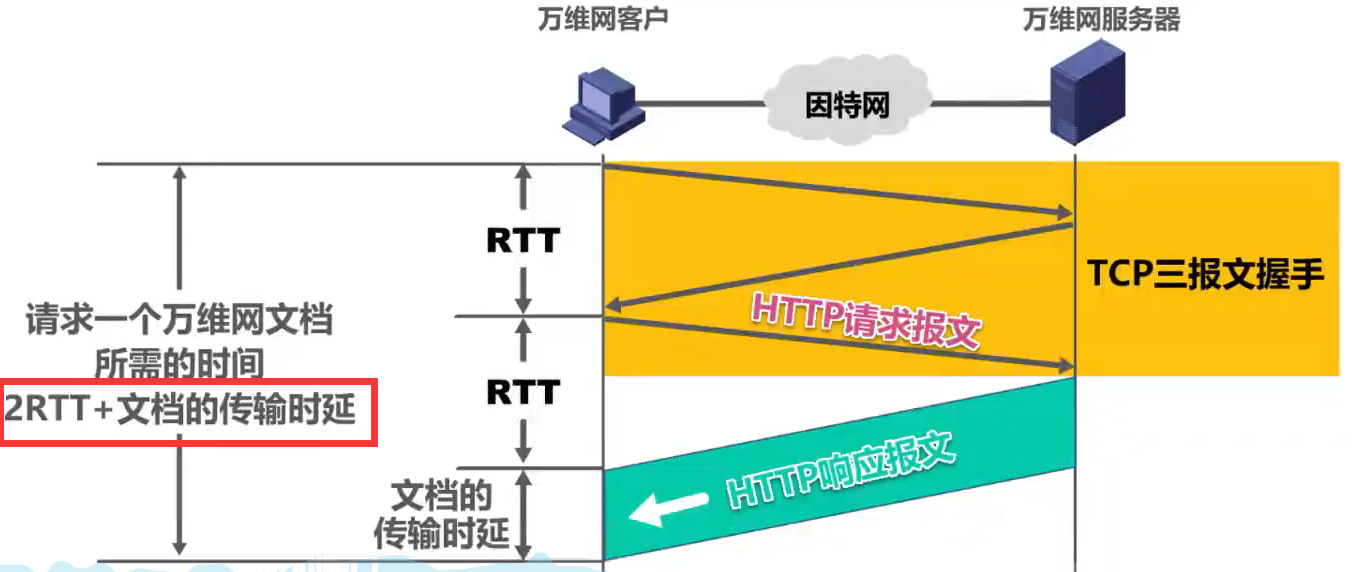 万维网客户
万维网服务器
因特网
RTT
TCP三报文握手
HTTP请求报文
请求一个万维网文档
所需的时间
2RTT+文档的传输时延
RTT
HTTP响应报文
文档的
传输时延